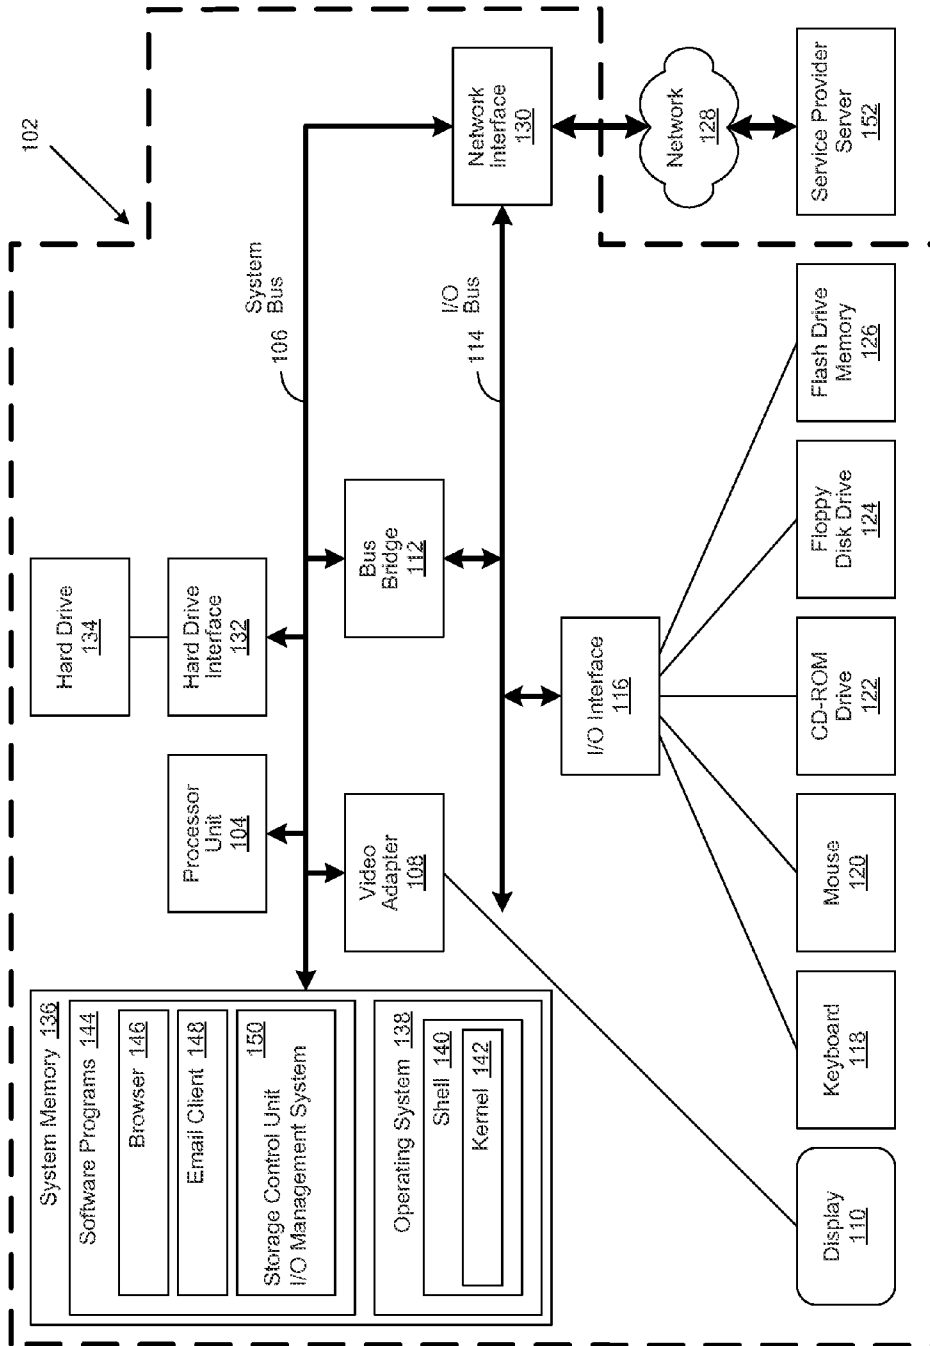 102
System Memory 136
Software Programs 144
Browser 146
Email Client 148
150
Storage Control Unit
I/O Management System
Operating System 138
Shell 140
Kernel 142
Processor
Unit
104
Hard Drive
134
Hard Drive
Interface
132
System
Bus
106
Video
Adapter
108
Bus
Bridge
112
I/O
Bus
114
Network
Interface
130
I/O Interface
116
Network
128
Display
110
Keyboard
118
Mouse
120
CD-ROM
Drive
122
Floppy
Disk Drive
124
Flash Drive
Memory
126
Service Provider
Server
152